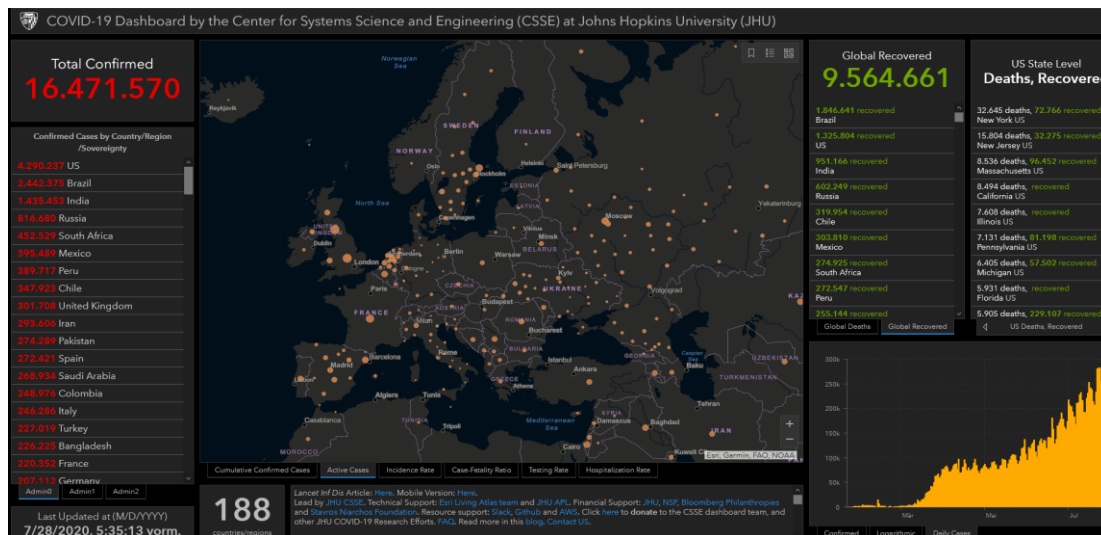 COVID-19 Dashboard by the Center for Systems Science and Engineering (CSSE) at Johns Hopkins University (JHU)
Total Confirmed
16.471.570
Confirmed Cases by Country/Region
/Sovereignty
4.290.237 US
2.442.375 Brazil
1.435.453 India
816.680 Russia
452.529 South Africa
395.489 Mexico
389.717 Peru
347.923 Chile
301.708 United Kingdom
293.606 Iran
274.289 Pakistan
272.421 Spain
268.934 Saudi Arabia
248.976 Colombia
246.286 Italy
227.019 Turkey
226.225 Bangladesh
220.352 France
207.112 Germany
Admin0 Admin1 Admin2
Last Updated at (M/D/YYYY)
7/28/2020, 5:35:13 vorm.
Norwegian
Sea
Reykjavik
SWEDEN
FINLAND
NORWAY
Oslo
Helsinki
Saint Petersburg
Stockholm
ESTONIA
LATVIA
North Sea
Copenhagen
Moscow
Yekaterinburg
UNITED
KINGDOM
Dublin
Vilnius
Minsk
BELARUS
London
Berlin
Warsaw
Cologne
Paris
CZECHIA
Kyiv
UKRAINE
Volgograd
KAZ
AUSTRIA
Budapest
FRANCE
Milan
ROMANIA
Bucharest
BULGARIA
Barcelona
Madrid
Lisbon
Rome
Istanbul
Ankara
GEORGIA
Caspian
Sea
Baku
UZBEKISTAN
TURKMENISTAN
GREECE
Athens
Algiers
Tunis
Tehran
Casablanca
TUNISIA
Tripoli
Mediterranean
Sea
SYRIA
Damascus
Baghdad
IRAN
MOROCCO
Cairo
Kuwait C
Esri, Garmin, FAO, NOAA
Cumulative Confirmed Cases Active Cases Incidence Rate Case-Fatality Ratio Testing Rate Hospitalization Rate
188
countries/regions
Lancet Inf Dis Article: Here. Mobile Version: Here.
Lead by JHU CSSE. Technical Support: Esri Living Atlas team and JHU APL. Financial Support: JHU, NSF, Bloomberg Philanthropies
and Stavros Niarchos Foundation. Resource support: Slack, Github and AWS. Click here to donate to the CSSE dashboard team, and
other JHU COVID-19 Research Efforts. FAQ. Read more in this blog. Contact US.
Global Recovered
9.564.661
1.846.641 recovered
Brazil
1.325.804 recovered
US
951.166 recovered
India
602.249 recovered
Russia
319.954 recovered
Chile
303.810 recovered
Mexico
274.925 recovered
South Africa
272.547 recovered
Peru
255.144 recovered
Global Deaths Global Recovered
US State Level
Deaths, Recovere
32.645 deaths, 72.766 recovered
New York US
15.804 deaths, 32.275 recovered
New Jersey US
8.536 deaths, 96.452 recovered
Massachusetts US
8.494 deaths, recovered
California US
7.608 deaths, recovered
Illinois US
7.131 deaths, 81.198 recovered
Pennsylvania US
6.405 deaths, 57.502 recovered
Michigan US
5.931 deaths, recovered
Florida US
5.905 deaths, 229.107 recovered
US Deaths, Recovered
300k
250k
200k
150k
100k
50k
0
Mär Mai Jul
Confirmed Logarithmic Daily Cases